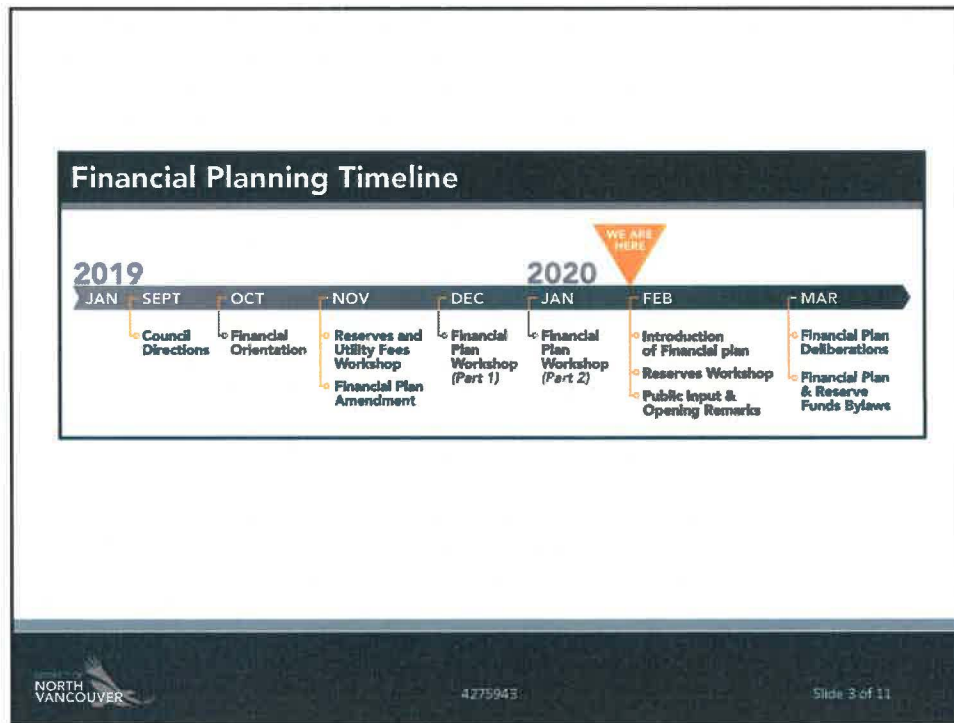 Financial Planning Timeline
WE ARE
HERE
2019
2020
JAN
SEPT
OCT
NOV
DEC
JAN
FEB
MAR
Council
Directions
Financial
Orientation
Reserves and
Utility Fees
Workshop
Financial Plan
Amendment
Financial
Plan
Workshop
(Part 1)
Financial
Plan
Workshop
(Part 2)
Introduction
of Financial plan
Reserves Workshop
Public Input &
Opening Remarks
Financial Plan
Deliberations
Financial Plan
& Reserve
Funds Bylaws
NORTH
VANCOUVER
4275943
Slide 3 of 11